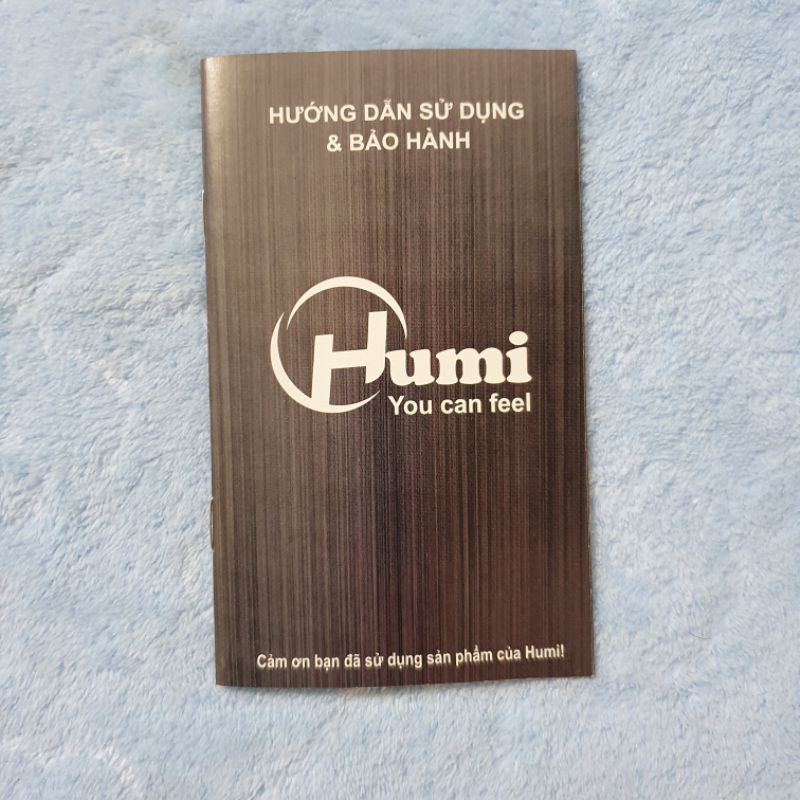 HƯỚNG DẪN SỬ DỤNG
& BẢO HÀNH
Humi
You can feel
Cảm ơn bạn đã sử dụng sản phẩm của Humi!